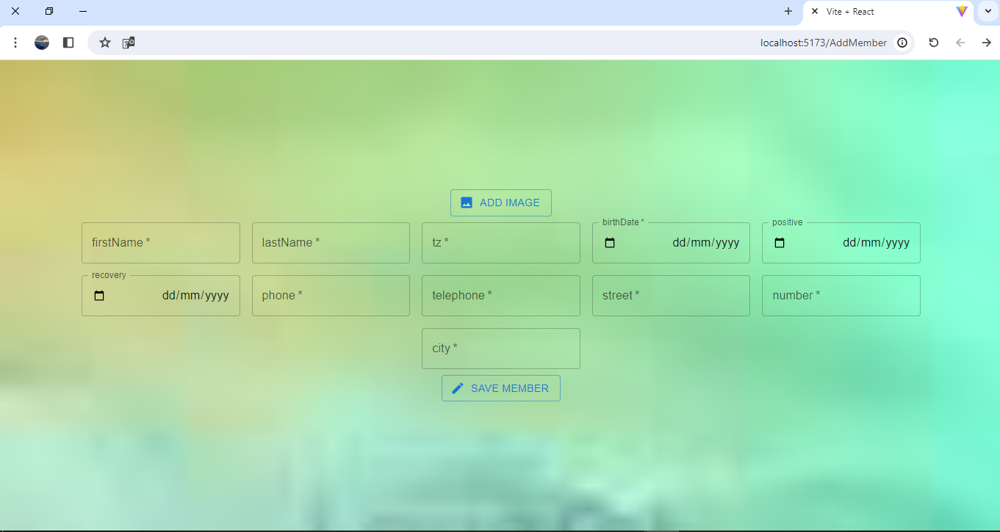 Vite + React
localhost:5173/AddMember
ADD IMAGE
firstName *
lastName *
tz *
birthDate *
dd/mm/yyyy
positive
dd/mm/yyyy
recovery
dd/mm/yyyy
phone *
telephone *
street *
number *
city *
SAVE MEMBER